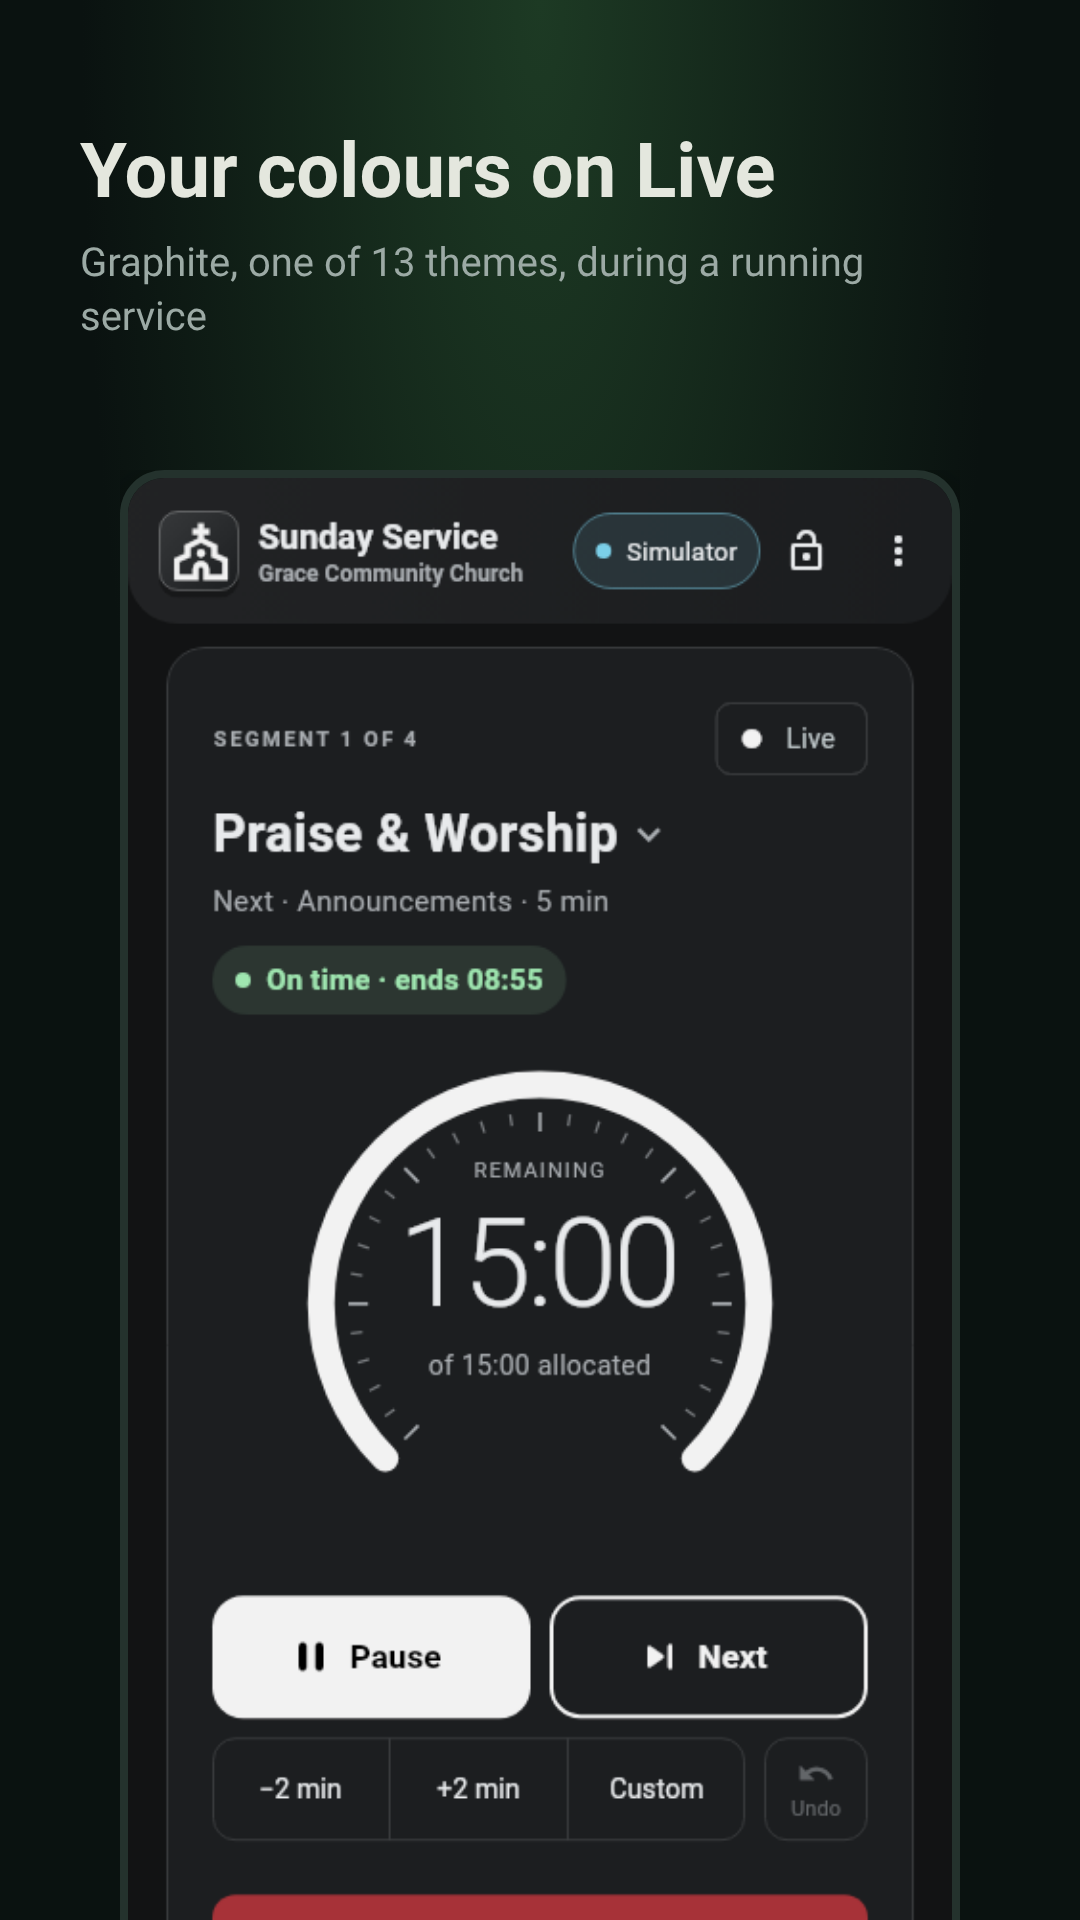 Your colours on Live
Graphite, one of 13 themes, during a running
service
Sunday Service
Grace Community Church
Simulator
SEGMENT 1 OF 4
Live
Praise & Worship
Next · Announcements · 5 min
On time · ends 08:55
REMAINING
15:00
of 15:00 allocated
Pause
Next
−2 min
+2 min
Custom
Undo